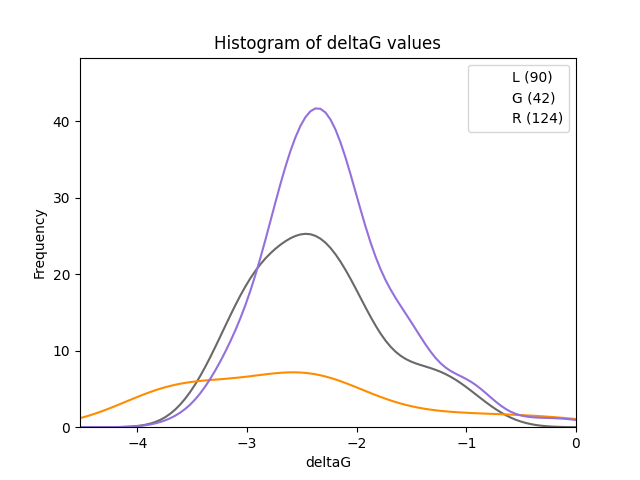 Histogram of deltaG values
L (90)
G (42)
R (124)
Frequency
40
30
20
10
0
−4
−3
−2
−1
0
deltaG